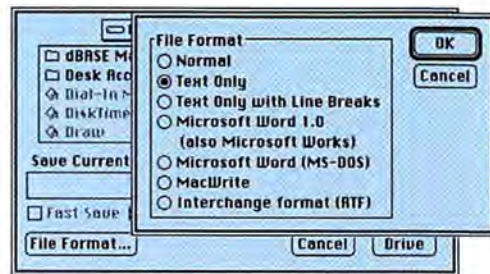 dBASE M
Desk Acc
Dial-In M
DiskTime
Draw
Save Current
Fast Save
File Format...
Cancel
Drive
File Format
Normal
Text Only
Text Only with Line Breaks
Microsoft Word 1.0
(also Microsoft Works)
Microsoft Word (MS-DOS)
MacWrite
Interchange format (RTF)
OK
Cancel